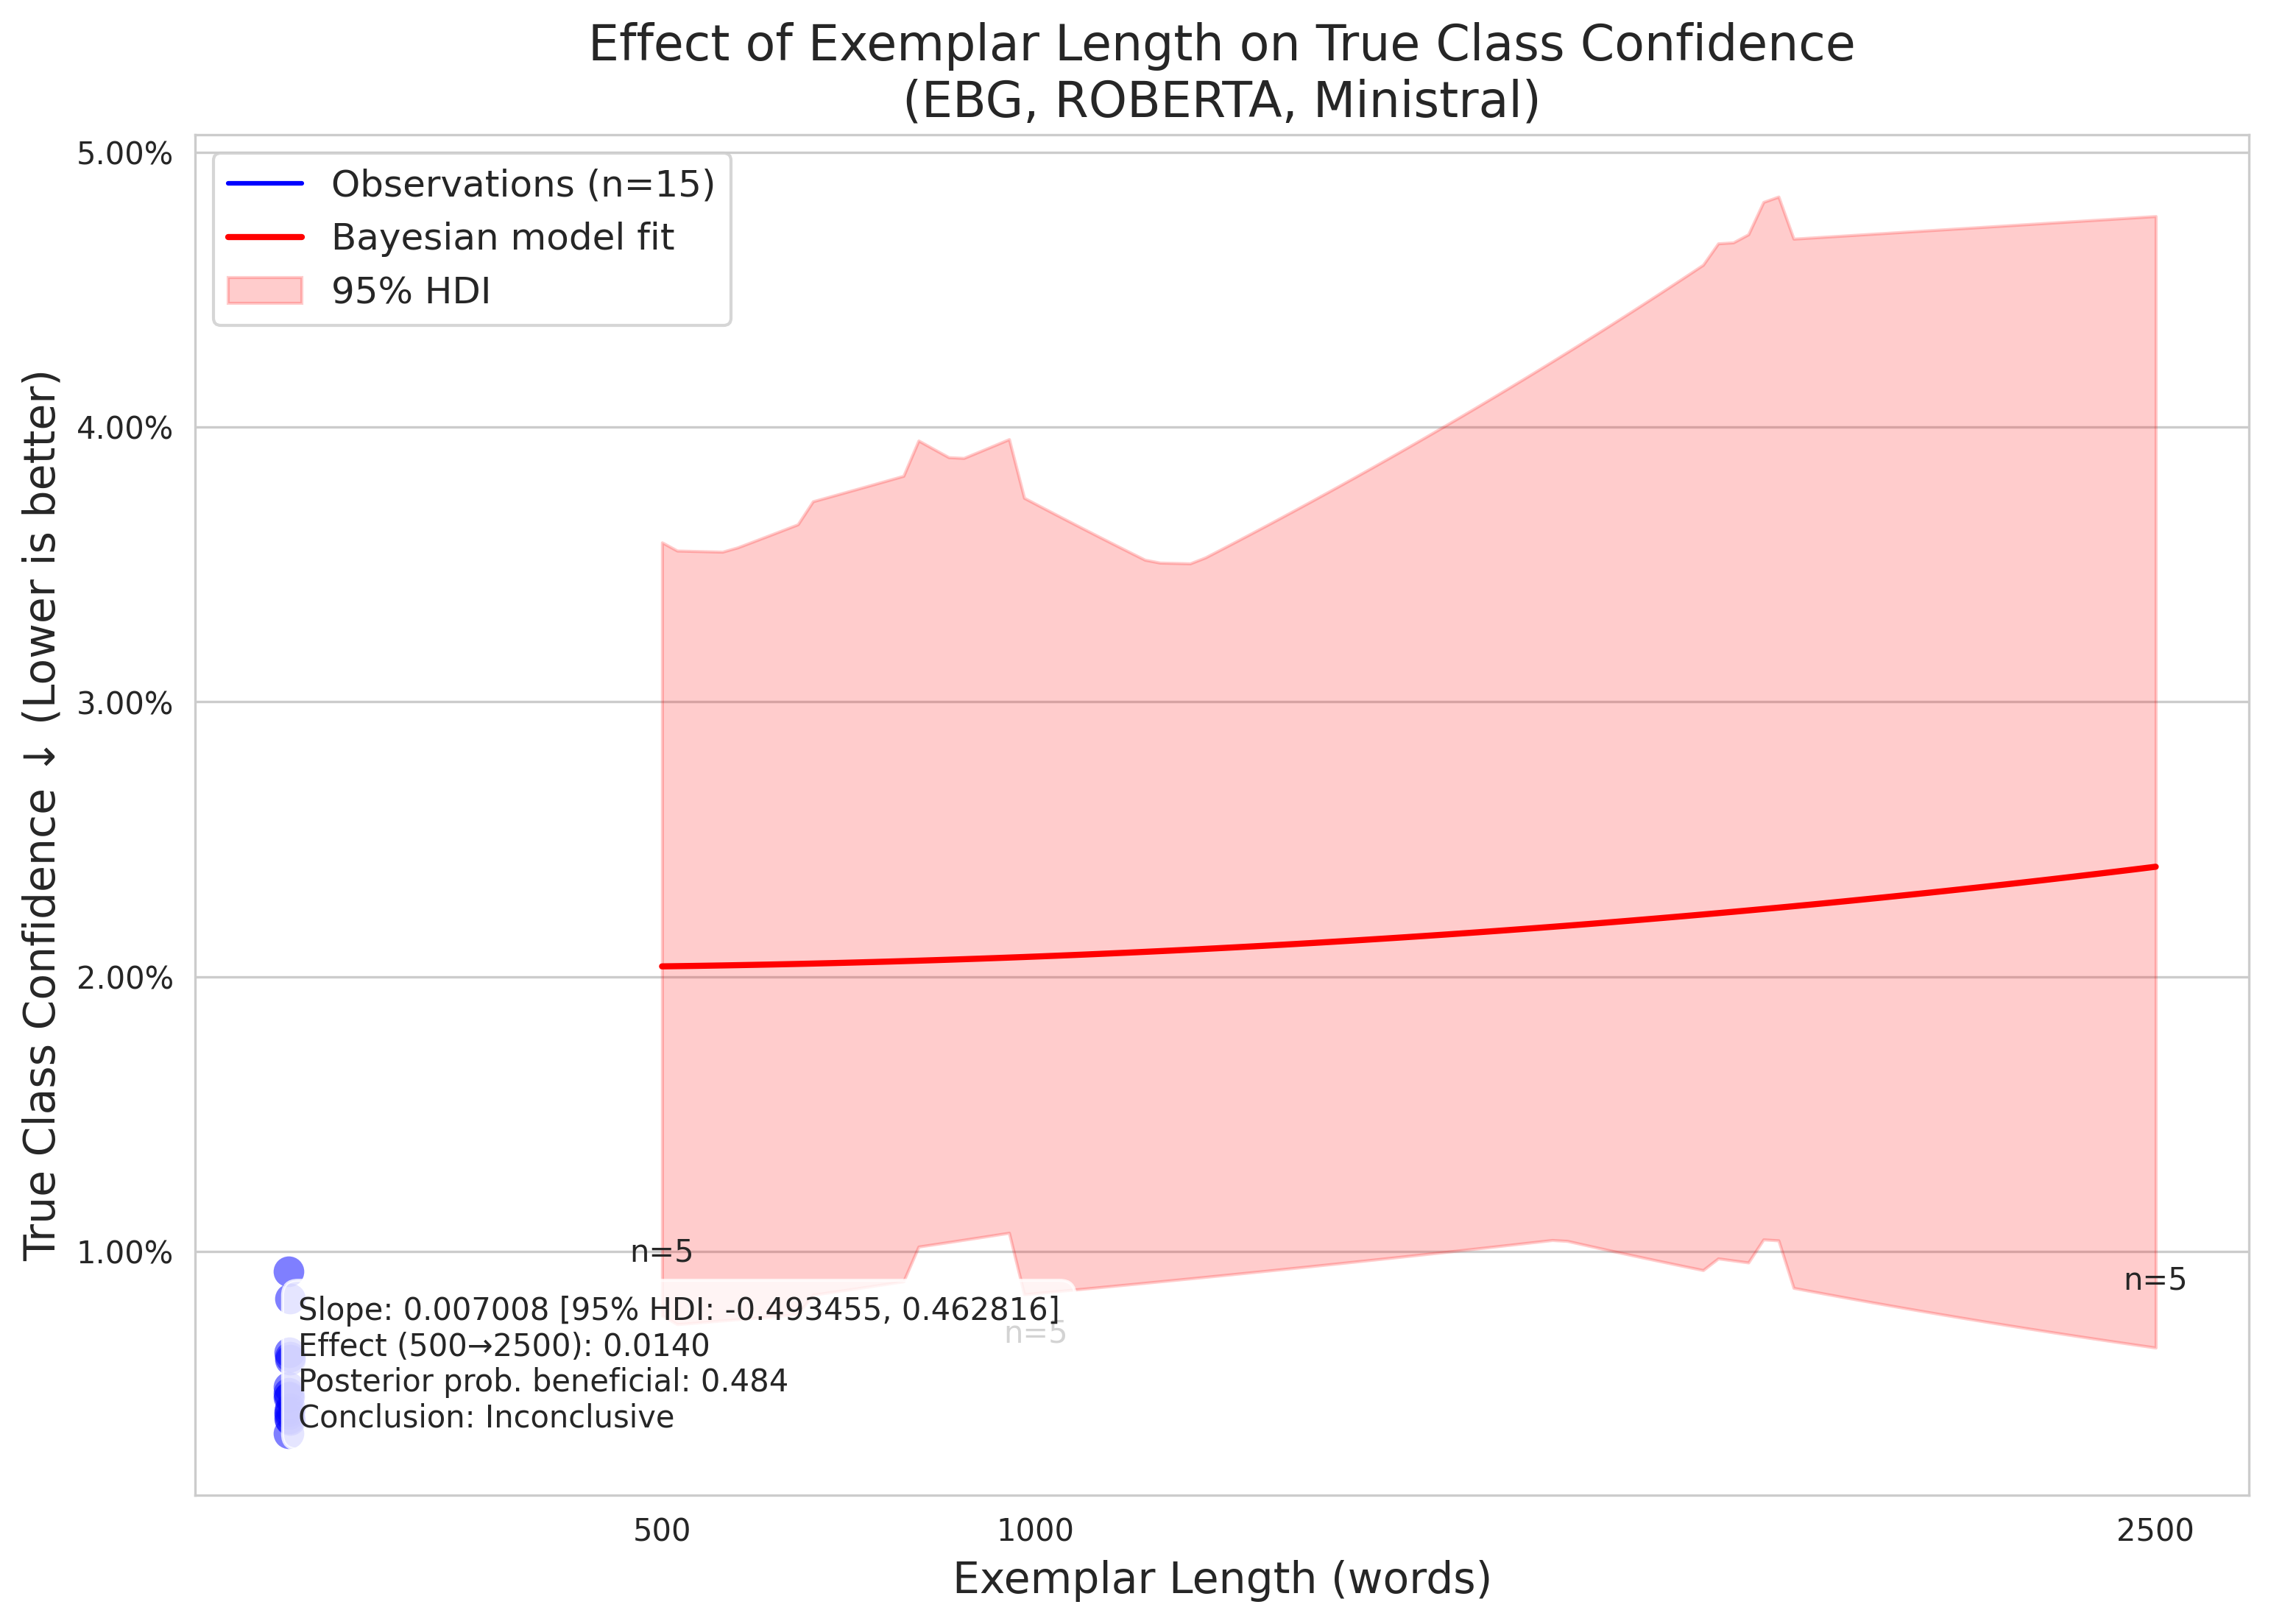 Effect of Exemplar Length on True Class Confidence
(EBG, ROBERTA, Ministral)
True Class Confidence ↓ (Lower is better)
5.00%
4.00%
3.00%
2.00%
1.00%
Observations (n=15)
Bayesian model fit
95% HDI
n=5
n=5
n=5
Slope: 0.007008 [95% HDI: -0.493455, 0.462816]
Effect (500→2500): 0.0140
Posterior prob. beneficial: 0.484
Conclusion: Inconclusive
500
1000
2500
Exemplar Length (words)